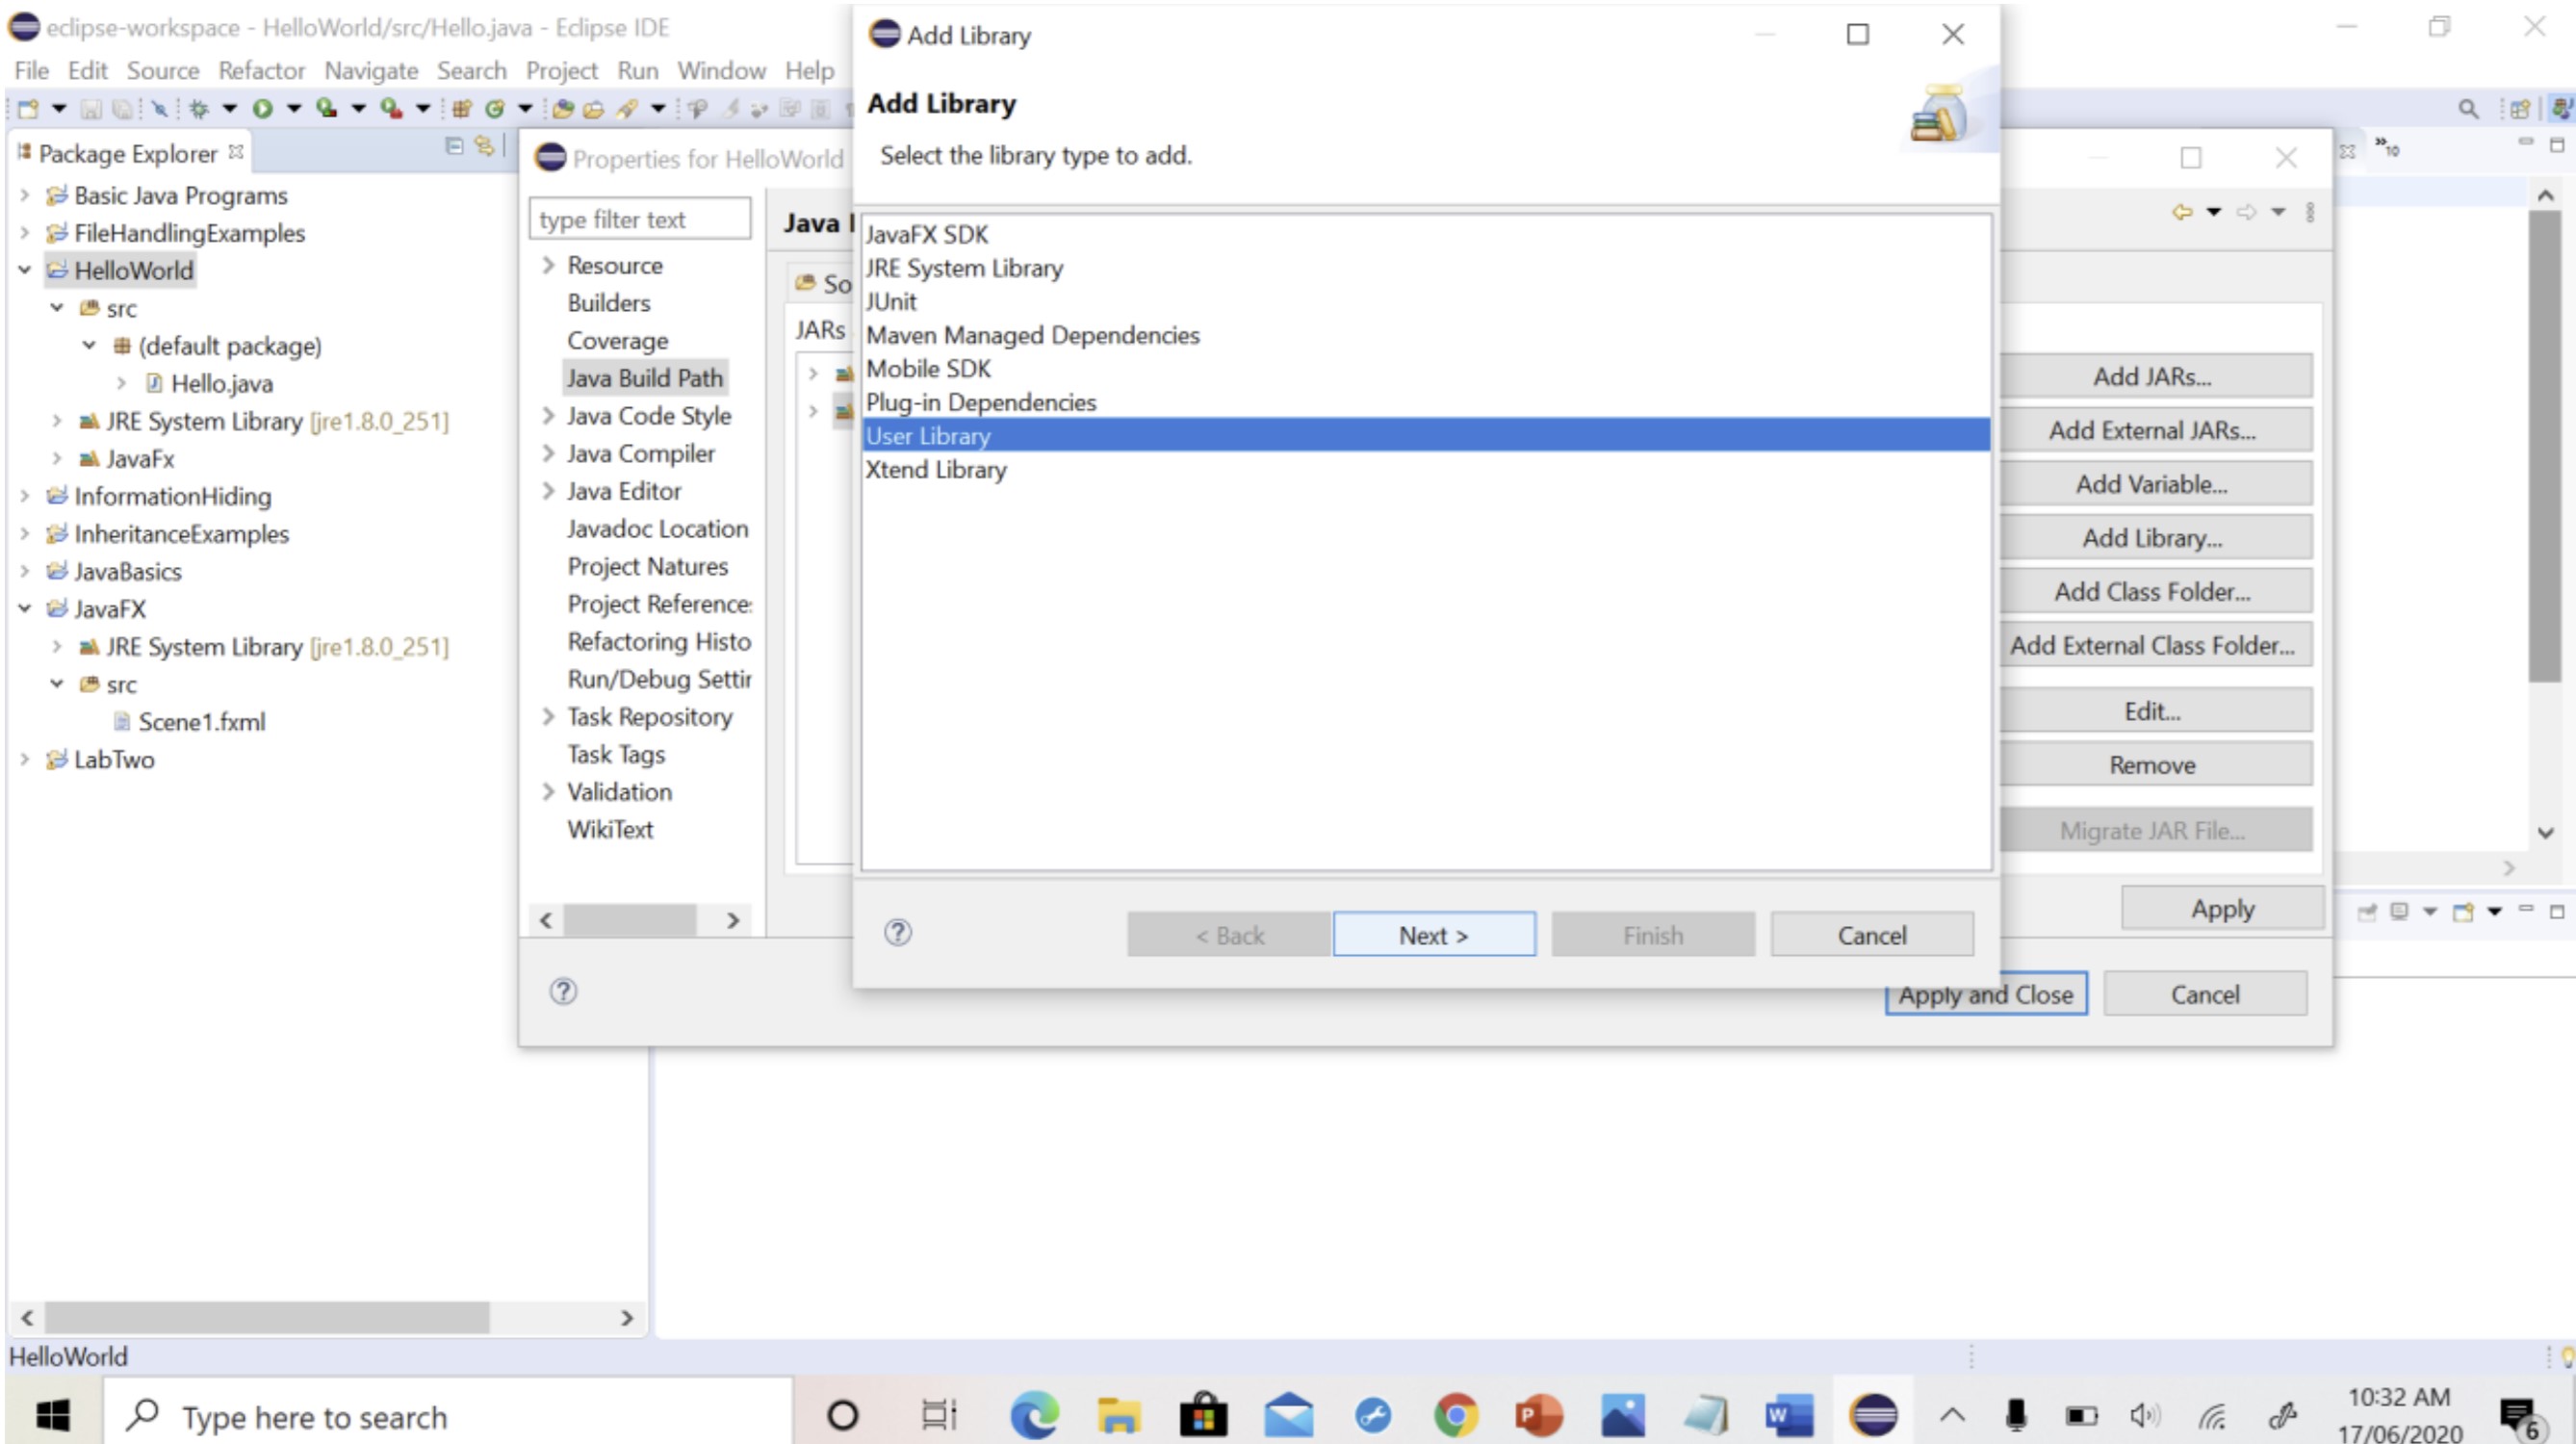 eclipse-workspace - HelloWorld/src/Hello.java - Eclipse IDE
File Edit Source Refactor Navigate Search Project Run Window Help
Package Explorer
Basic Java Programs
FileHandlingExamples
HelloWorld
src
(default package)
Hello.java
JRE System Library [jre1.8.0_251]
JavaFx
InformationHiding
InheritanceExamples
JavaBasics
JavaFX
JRE System Library [jre1.8.0_251]
src
Scene1.fxml
LabTwo
Properties for HelloWorld
type filter text
Resource
Builders
Coverage
Java Build Path
Java Code Style
Java Compiler
Java Editor
Javadoc Location
Project Natures
Project Reference
Refactoring Histo
Run/Debug Settin
Task Repository
Task Tags
Validation
WikiText
Java
So
JARs
Add Library
Add Library
Select the library type to add.
JavaFX SDK
JRE System Library
JUnit
Maven Managed Dependencies
Mobile SDK
Plug-in Dependencies
User Library
Xtend Library
< Back
Next >
Finish
Cancel
Add JARs...
Add External JARs...
Add Variable...
Add Library...
Add Class Folder...
Add External Class Folder...
Edit...
Remove
Migrate JAR File...
Apply
Apply and Close
Cancel
»10
HelloWorld
Type here to search
10:32 AM
17/06/2020
6